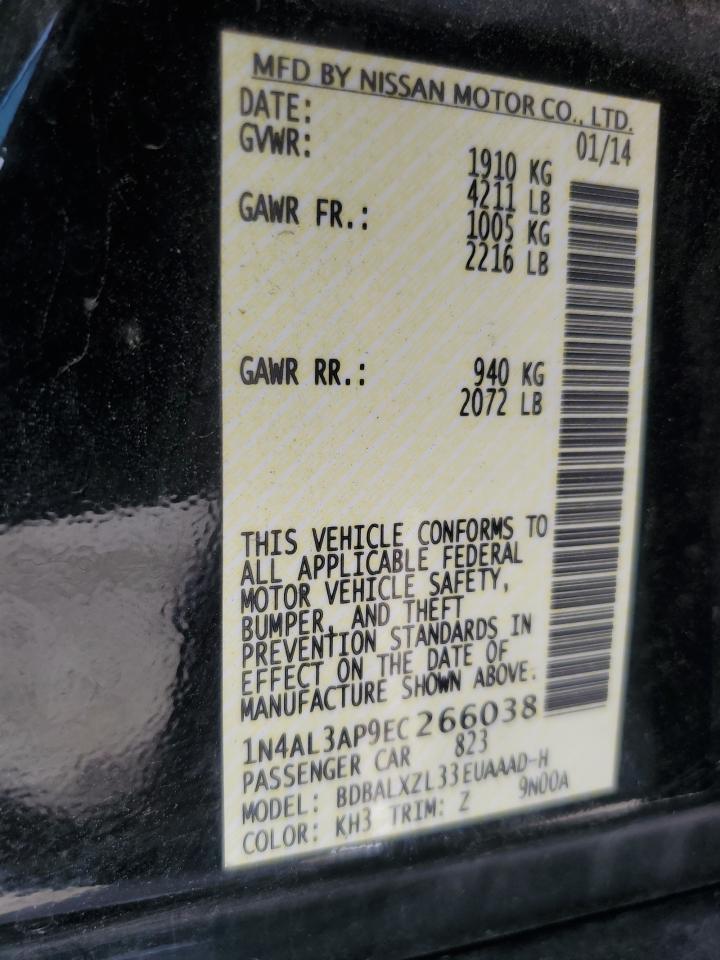 MFD BY NISSAN MOTOR CO., LTD.
DATE: 01/14
GVWR: 1910 KG
4211 LB
GAWR FR.: 1005 KG
2216 LB
GAWR RR.: 940 KG
2072 LB
THIS VEHICLE CONFORMS TO
ALL APPLICABLE FEDERAL
MOTOR VEHICLE SAFETY,
BUMPER, AND THEFT
PREVENTION STANDARDS IN
EFFECT ON THE DATE OF
MANUFACTURE SHOWN ABOVE.
1N4AL3AP9EC266038
PASSENGER CAR 823
MODEL: BDBALXZL33EUAAAD-H
COLOR: KH3 TRIM: Z 9N00A